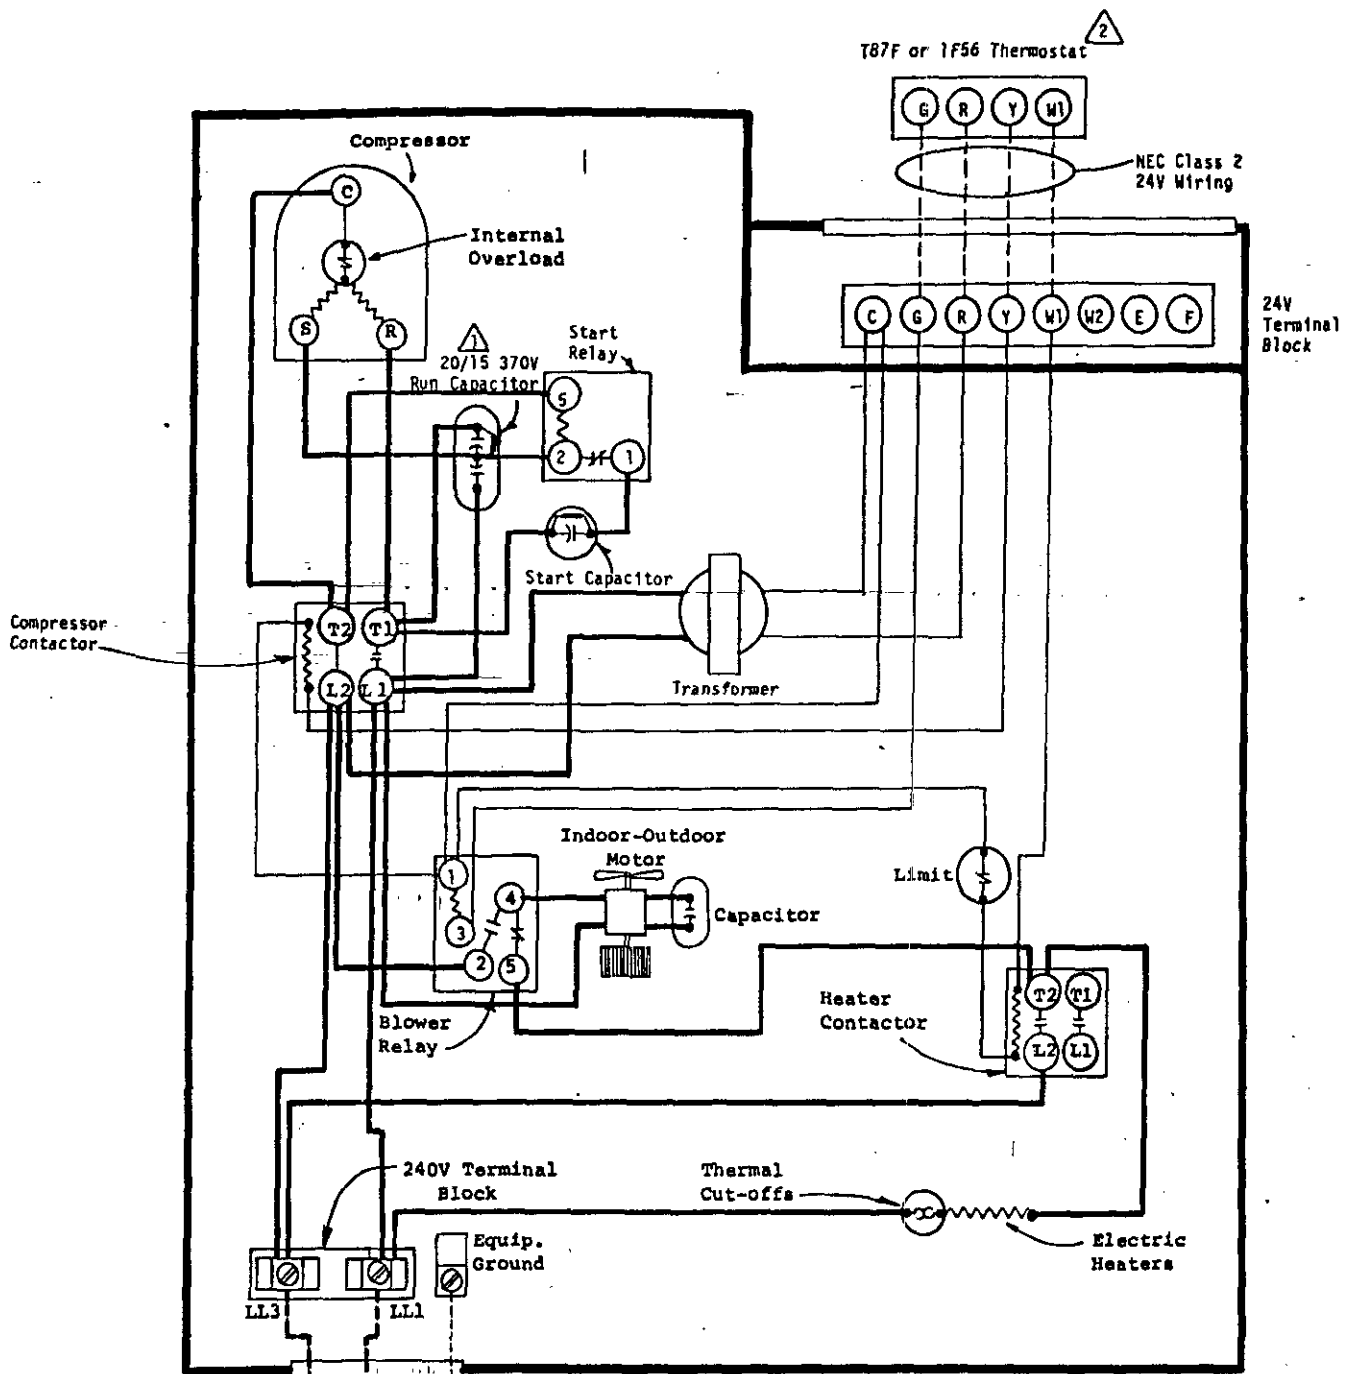 2
T87F or 1F56 Thermostat
G R Y W1
NEC Class 2
24V Wiring
Compressor
C
Internal
Overload
S R
C G R Y W1 W2 E F
24V
Terminal
Block
1
20/15 370V
Run Capacitor
Start
Relay
5
2 1
Start Capacitor
Compressor
Contactor
T2 T1
L2 L1
Transformer
Indoor-Outdoor
Motor
1
4
3
2 5
Capacitor
Limit
Blower
Relay
Heater
Contactor
T2 T1
L2 L1
240V Terminal
Block
Thermal
Cut-offs
Equip.
Ground
Electric
Heaters
LL3 LL1